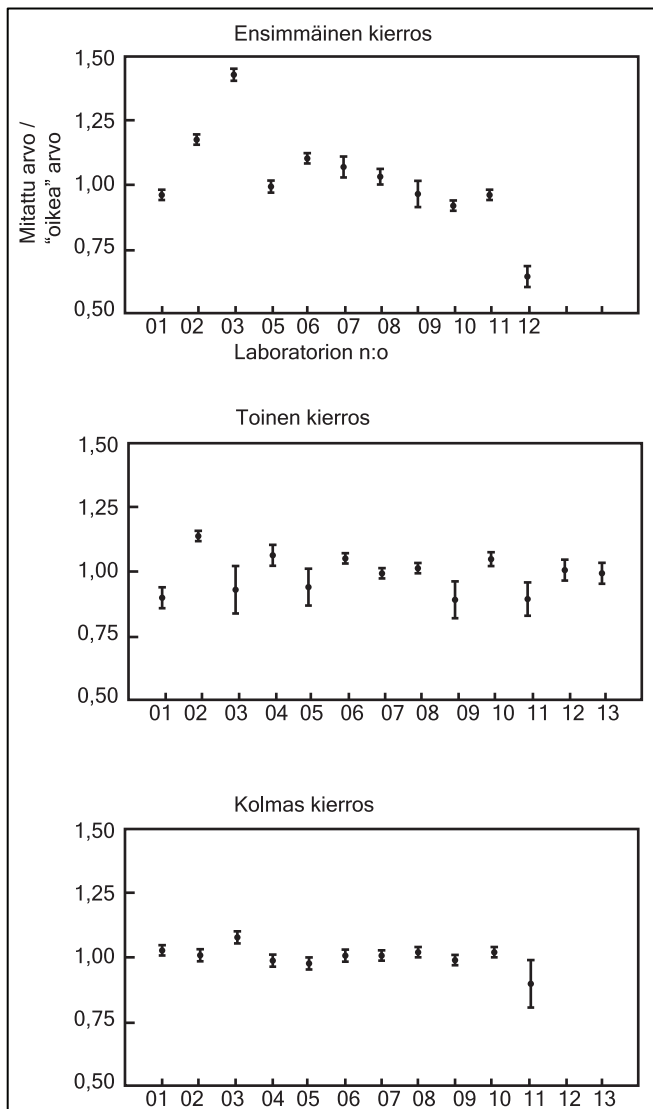 Ensimmäinen kierros
Mitattu arvo /
“oikea” arvo
1,50
1,25
1,00
0,75
0,50
01 02 03 05 06 07 08 09 10 11 12
Laboratorion n:o
Toinen kierros
1,50
1,25
1,00
0,75
0,50
01 02 03 04 05 06 07 08 09 10 11 12 13
Kolmas kierros
1,50
1,25
1,00
0,75
0,50
01 02 03 04 05 06 07 08 09 10 11 12 13